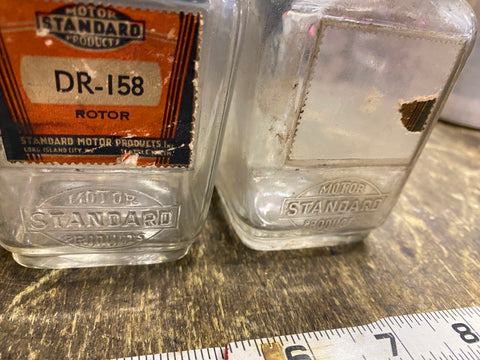 MOTOR
STANDARD
PRODUCT
DR-158
ROTOR
STANDARD MOTOR PRODUCTS
LONG ISLAND CITY
MOTOR
STANDARD
PRODUCTS
MOTOR
STANDARD
PRODUCTS
6 7 8